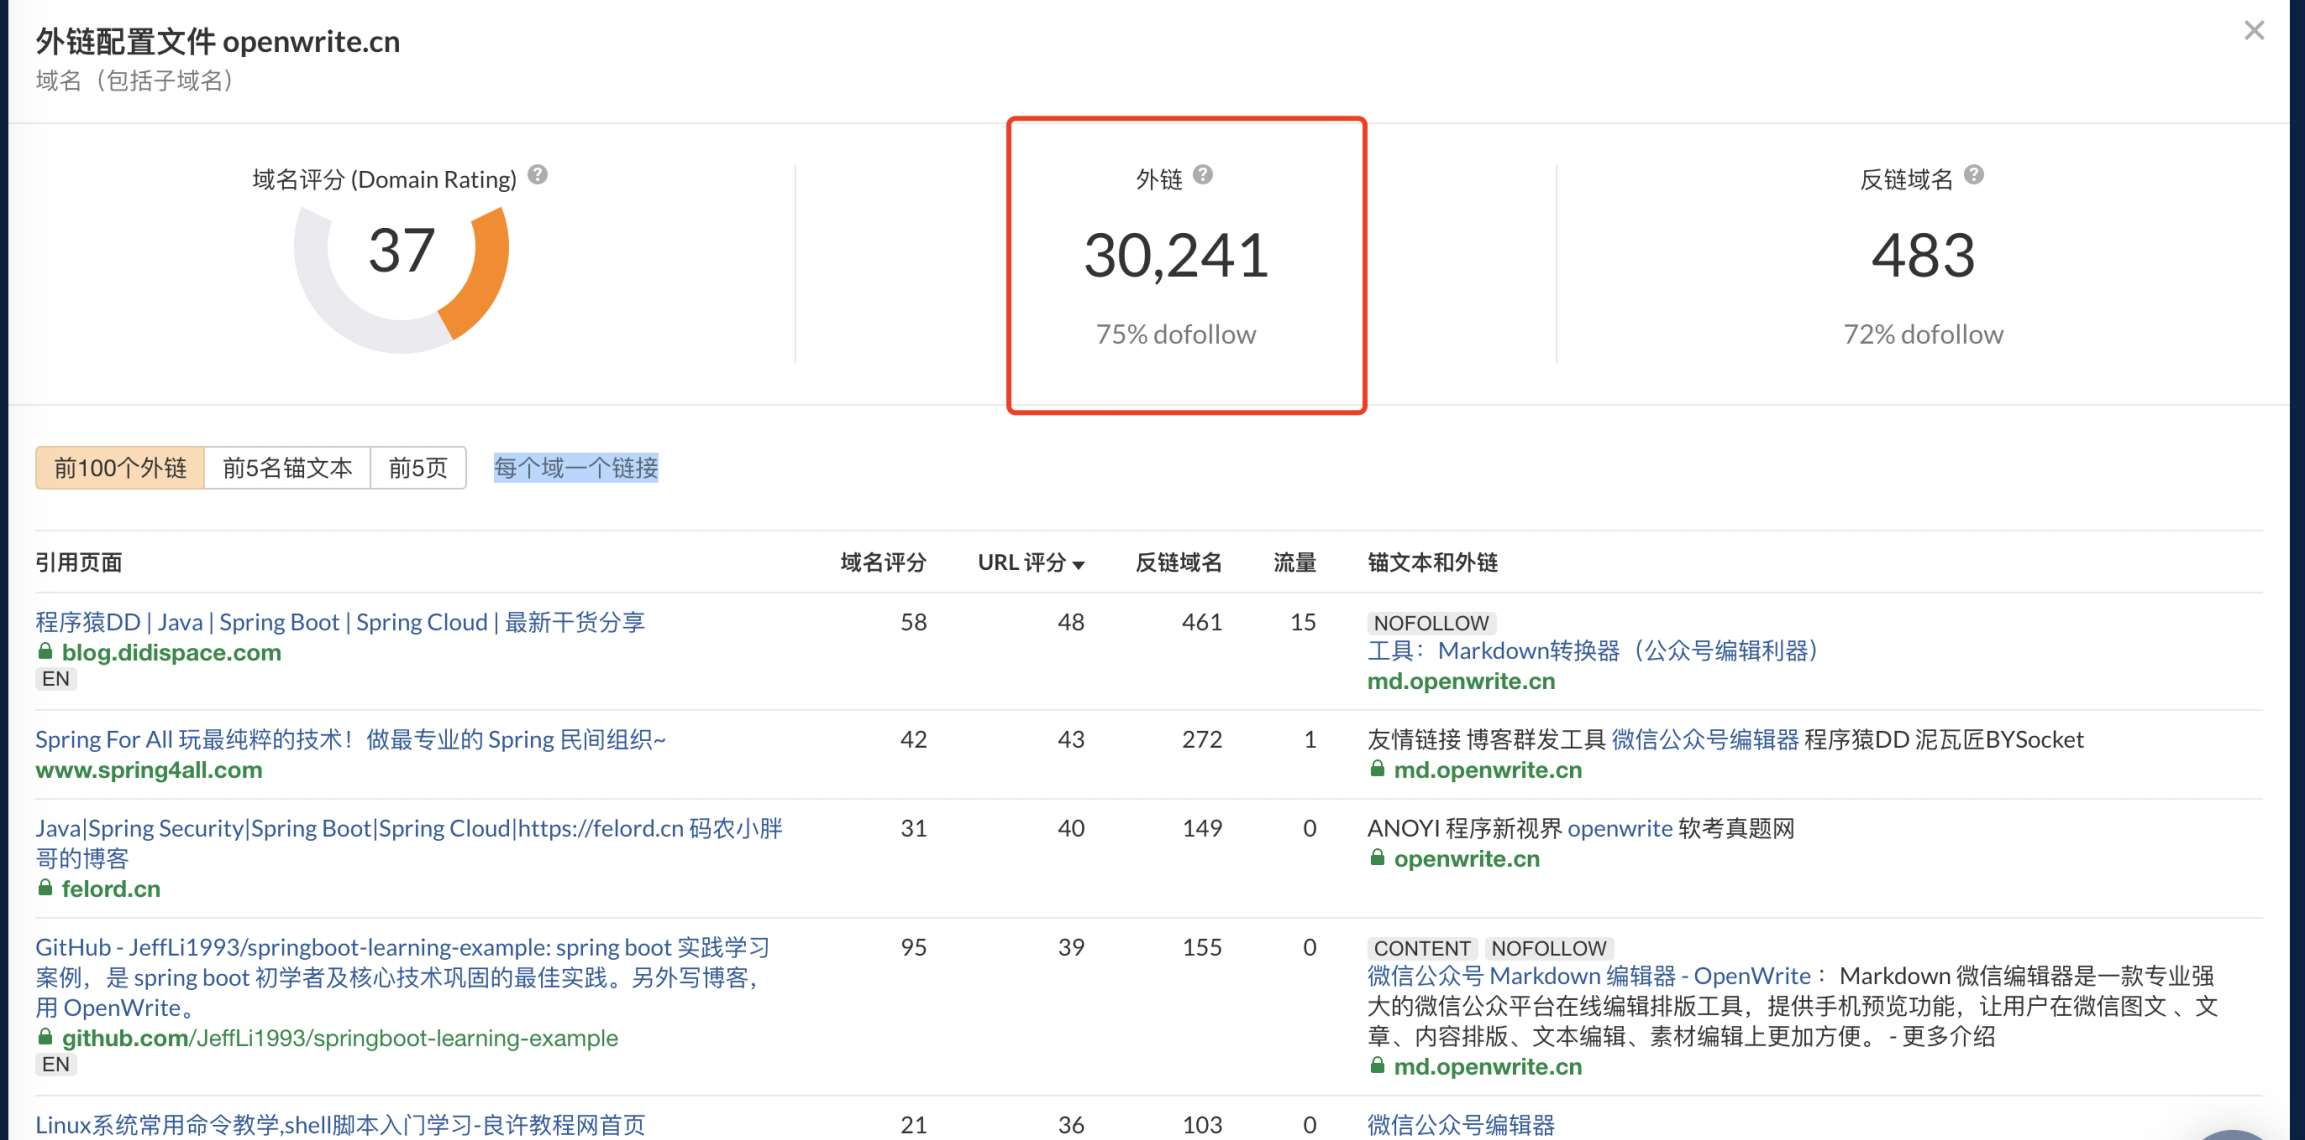 外链配置文件 openwrite.cn
域名（包括子域名）
域名评分 (Domain Rating) ?
37
外链 ?
30,241
75% dofollow
反链域名 ?
483
72% dofollow
前100个外链 前5名锚文本 前5页 每个域一个链接
引用页面 域名评分 URL 评分 反链域名 流量 锚文本和外链
程序猿DD | Java | Spring Boot | Spring Cloud | 最新干货分享 58 48 461 15 NOFOLLOW
工具：Markdown转换器（公众号编辑利器）
blog.didispace.com
md.openwrite.cn
EN
Spring For All 玩最纯粹的技术！做最专业的 Spring 民间组织~ 42 43 272 1 友情链接 博客群发工具 微信公众号编辑器 程序猿DD 泥瓦匠BYSocket
www.spring4all.com md.openwrite.cn
Java|Spring Security|Spring Boot|Spring Cloud|https://felord.cn 码农小胖 31 40 149 0 ANOYI 程序新视界 openwrite 软考真题网
哥的博客 openwrite.cn
felord.cn
GitHub - JeffLi1993/springboot-learning-example: spring boot 实践学习 95 39 155 0 CONTENT NOFOLLOW
案例，是 spring boot 初学者及核心技术巩固的最佳实践。另外写博客， 微信公众号 Markdown 编辑器 - OpenWrite ：Markdown 微信编辑器是一款专业强
用 OpenWrite。 大的微信公众平台在线编辑排版工具，提供手机预览功能，让用户在微信图文 、文
github.com/JeffLi1993/springboot-learning-example 章、内容排版、文本编辑、素材编辑上更加方便。 - 更多介绍
EN md.openwrite.cn
Linux系统常用命令教学,shell脚本入门学习-良许教程网首页 21 36 103 0 微信公众号编辑器